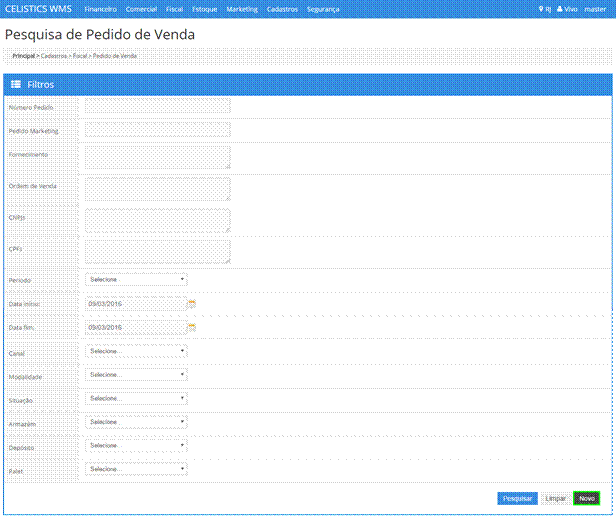 CELISTICS WMS Financeiro Comercial Fiscal Estoque Marketing Cadastros Segurança RJ Vivo master
Pesquisa de Pedido de Venda
Principal > Cadastros > Fiscal > Pedido de Venda
Filtros
Número Pedido
Pedido Marketing
Fornecimento
Ordem de Venda
CNPJs
CPFs
Período Selecione
Data início: 09/03/2016
Data fim: 09/03/2016
Canal Selecione...
Modalidade Selecione...
Situação Selecione...
Armazém Selecione
Depósito Selecione...
Palet Selecione...
Pesquisar Limpar Novo